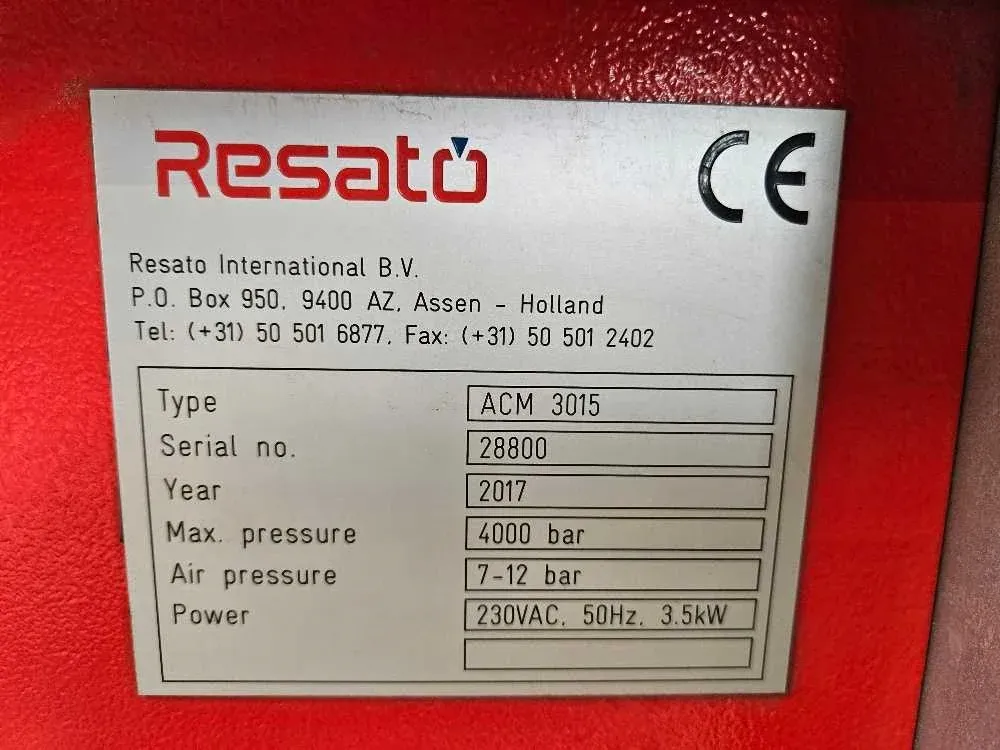 Resato
CE
Resato International B.V.
P.O. Box 950, 9400 AZ, Assen - Holland
Tel: (+31) 50 501 6877, Fax: (+31) 50 501 2402
Type ACM 3015
Serial no. 28800
Year 2017
Max. pressure 4000 bar
Air pressure 7-12 bar
Power 230VAC, 50Hz, 3.5kW